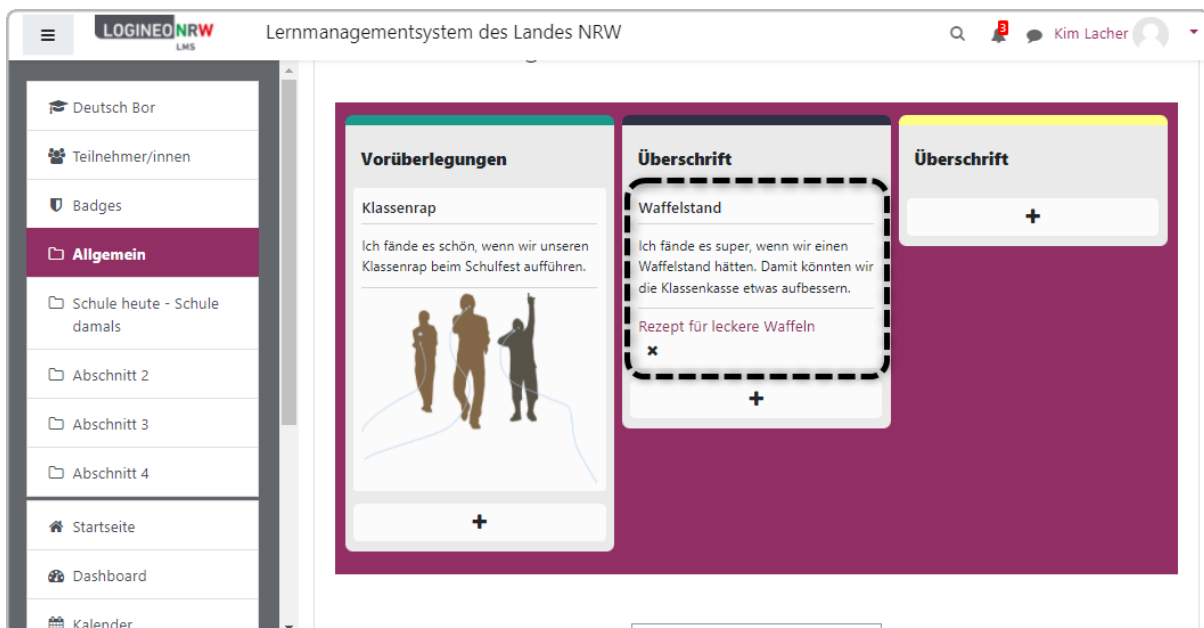 LOGINEO NRW
LMS
Lernmanagementsystem des Landes NRW
3
Kim Lacher
Deutsch Bor
Teilnehmer/innen
Badges
Allgemein
Schule heute - Schule
damals
Abschnitt 2
Abschnitt 3
Abschnitt 4
Startseite
Dashboard
Kalender
Vorüberlegungen
Klassenrap
Ich fände es schön, wenn wir unseren
Klassenrap beim Schulfest aufführen.
+
Überschrift
Waffelstand
Ich fände es super, wenn wir einen
Waffelstand hätten. Damit könnten wir
die Klassenkasse etwas aufbessern.
Rezept für leckere Waffeln
+
Überschrift
+